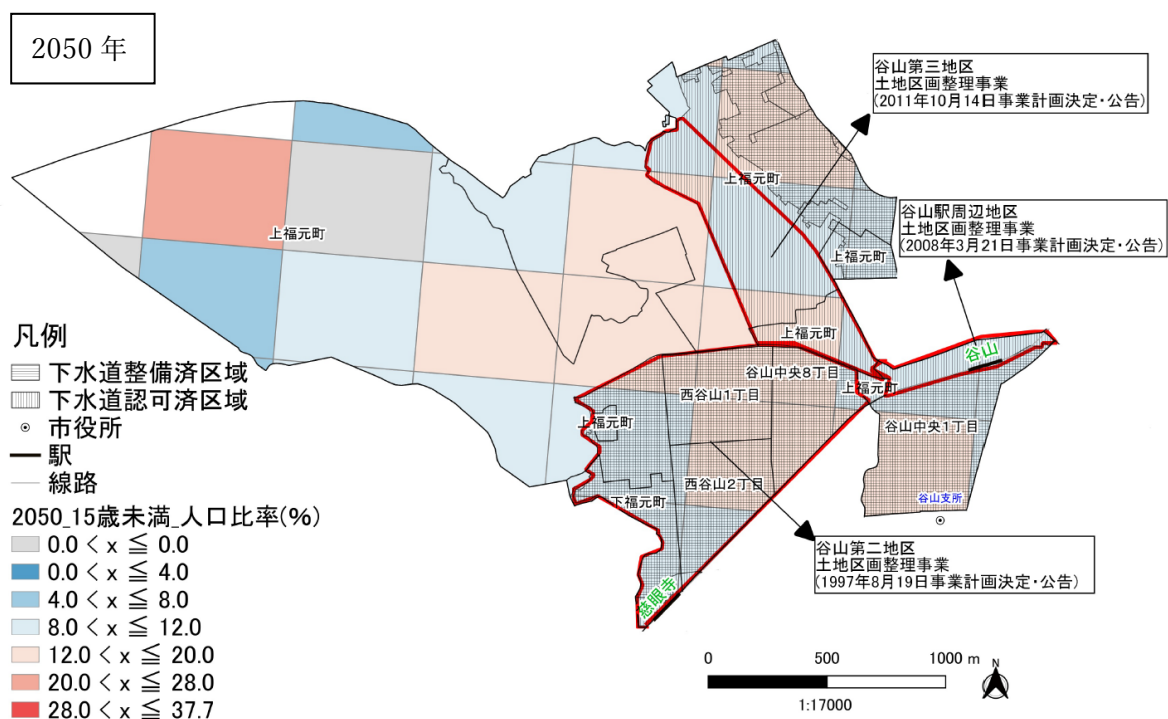 2050 年
谷山第三地区
土地区画整理事業
(2011年10月14日事業計画決定・公告)
上福元町
谷山駅周辺地区
土地区画整理事業
(2008年3月21日事業計画決定・公告)
上福元町
上福元町
上福元町
谷山
谷山中央8丁目
上福元町
西谷山1丁目
上福元町
谷山中央1丁目
西谷山2丁目
下福元町
谷山支所
谷山第二地区
土地区画整理事業
(1997年8月19日事業計画決定・公告)
慈眼寺
凡例
下水道整備済区域
下水道認可済区域
市役所
駅
線路
2050_15歳未満_人口比率(%)
0.0 < x ≦ 0.0
0.0 < x ≦ 4.0
4.0 < x ≦ 8.0
8.0 < x ≦ 12.0
12.0 < x ≦ 20.0
20.0 < x ≦ 28.0
28.0 < x ≦ 37.7
0 500 1000 m
N
1:17000